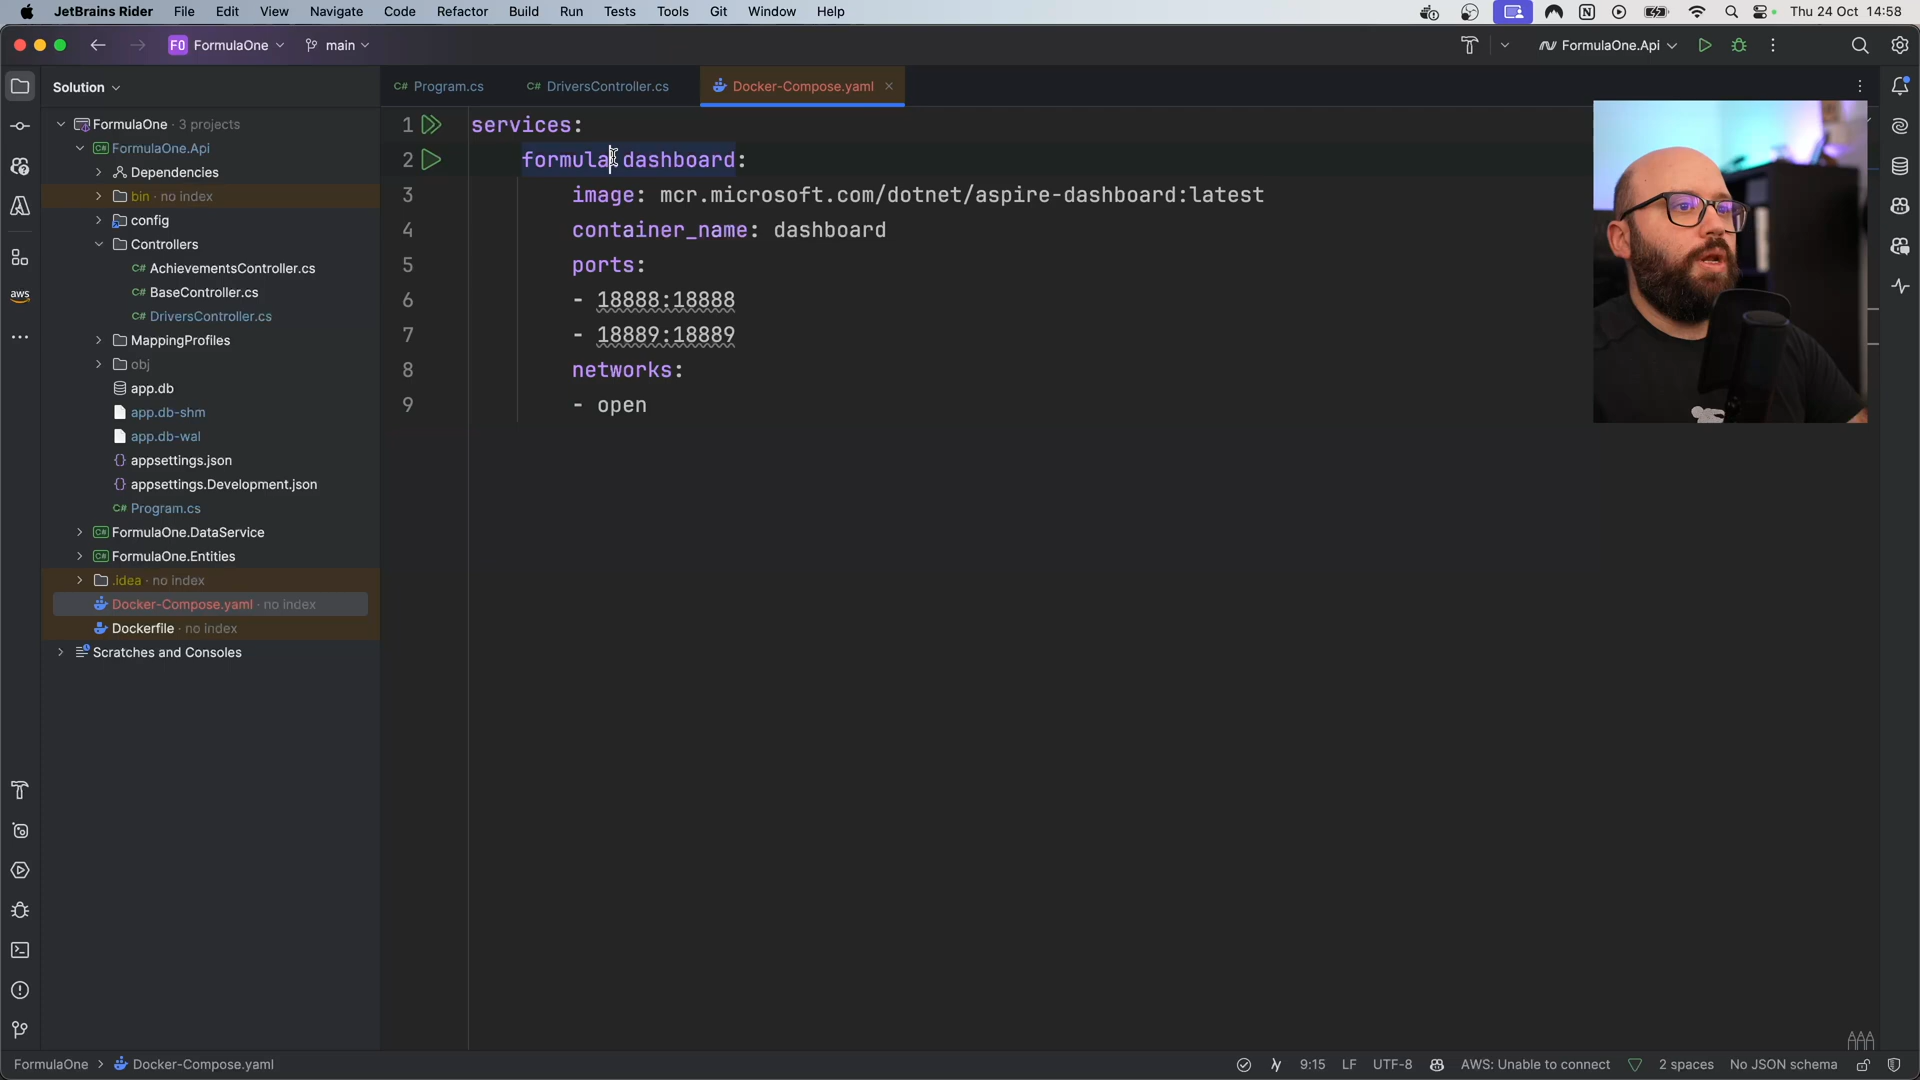 JetBrains Rider File Edit View Navigate Code Refactor Build Run Tests Tools Git Window Help Thu 24 Oct 14:58
F0 FormulaOne main FormulaOne.Api
Solution
C# Program.cs C# DriversController.cs Docker-Compose.yaml
FormulaOne · 3 projects
C# FormulaOne.Api
Dependencies
bin · no index
config
Controllers
C# AchievementsController.cs
C# BaseController.cs
C# DriversController.cs
MappingProfiles
obj
app.db
app.db-shm
app.db-wal
{} appsettings.json
{} appsettings.Development.json
C# Program.cs
C# FormulaOne.DataService
C# FormulaOne.Entities
.idea · no index
Docker-Compose.yaml · no index
Dockerfile · no index
Scratches and Consoles
aws
1 services:
2 formula dashboard:
3 image: mcr.microsoft.com/dotnet/aspire-dashboard:latest
4 container_name: dashboard
5 ports:
6 - 18888:18888
7 - 18889:18889
8 networks:
9 - open
FormulaOne > Docker-Compose.yaml 9:15 LF UTF-8 AWS: Unable to connect 2 spaces No JSON schema